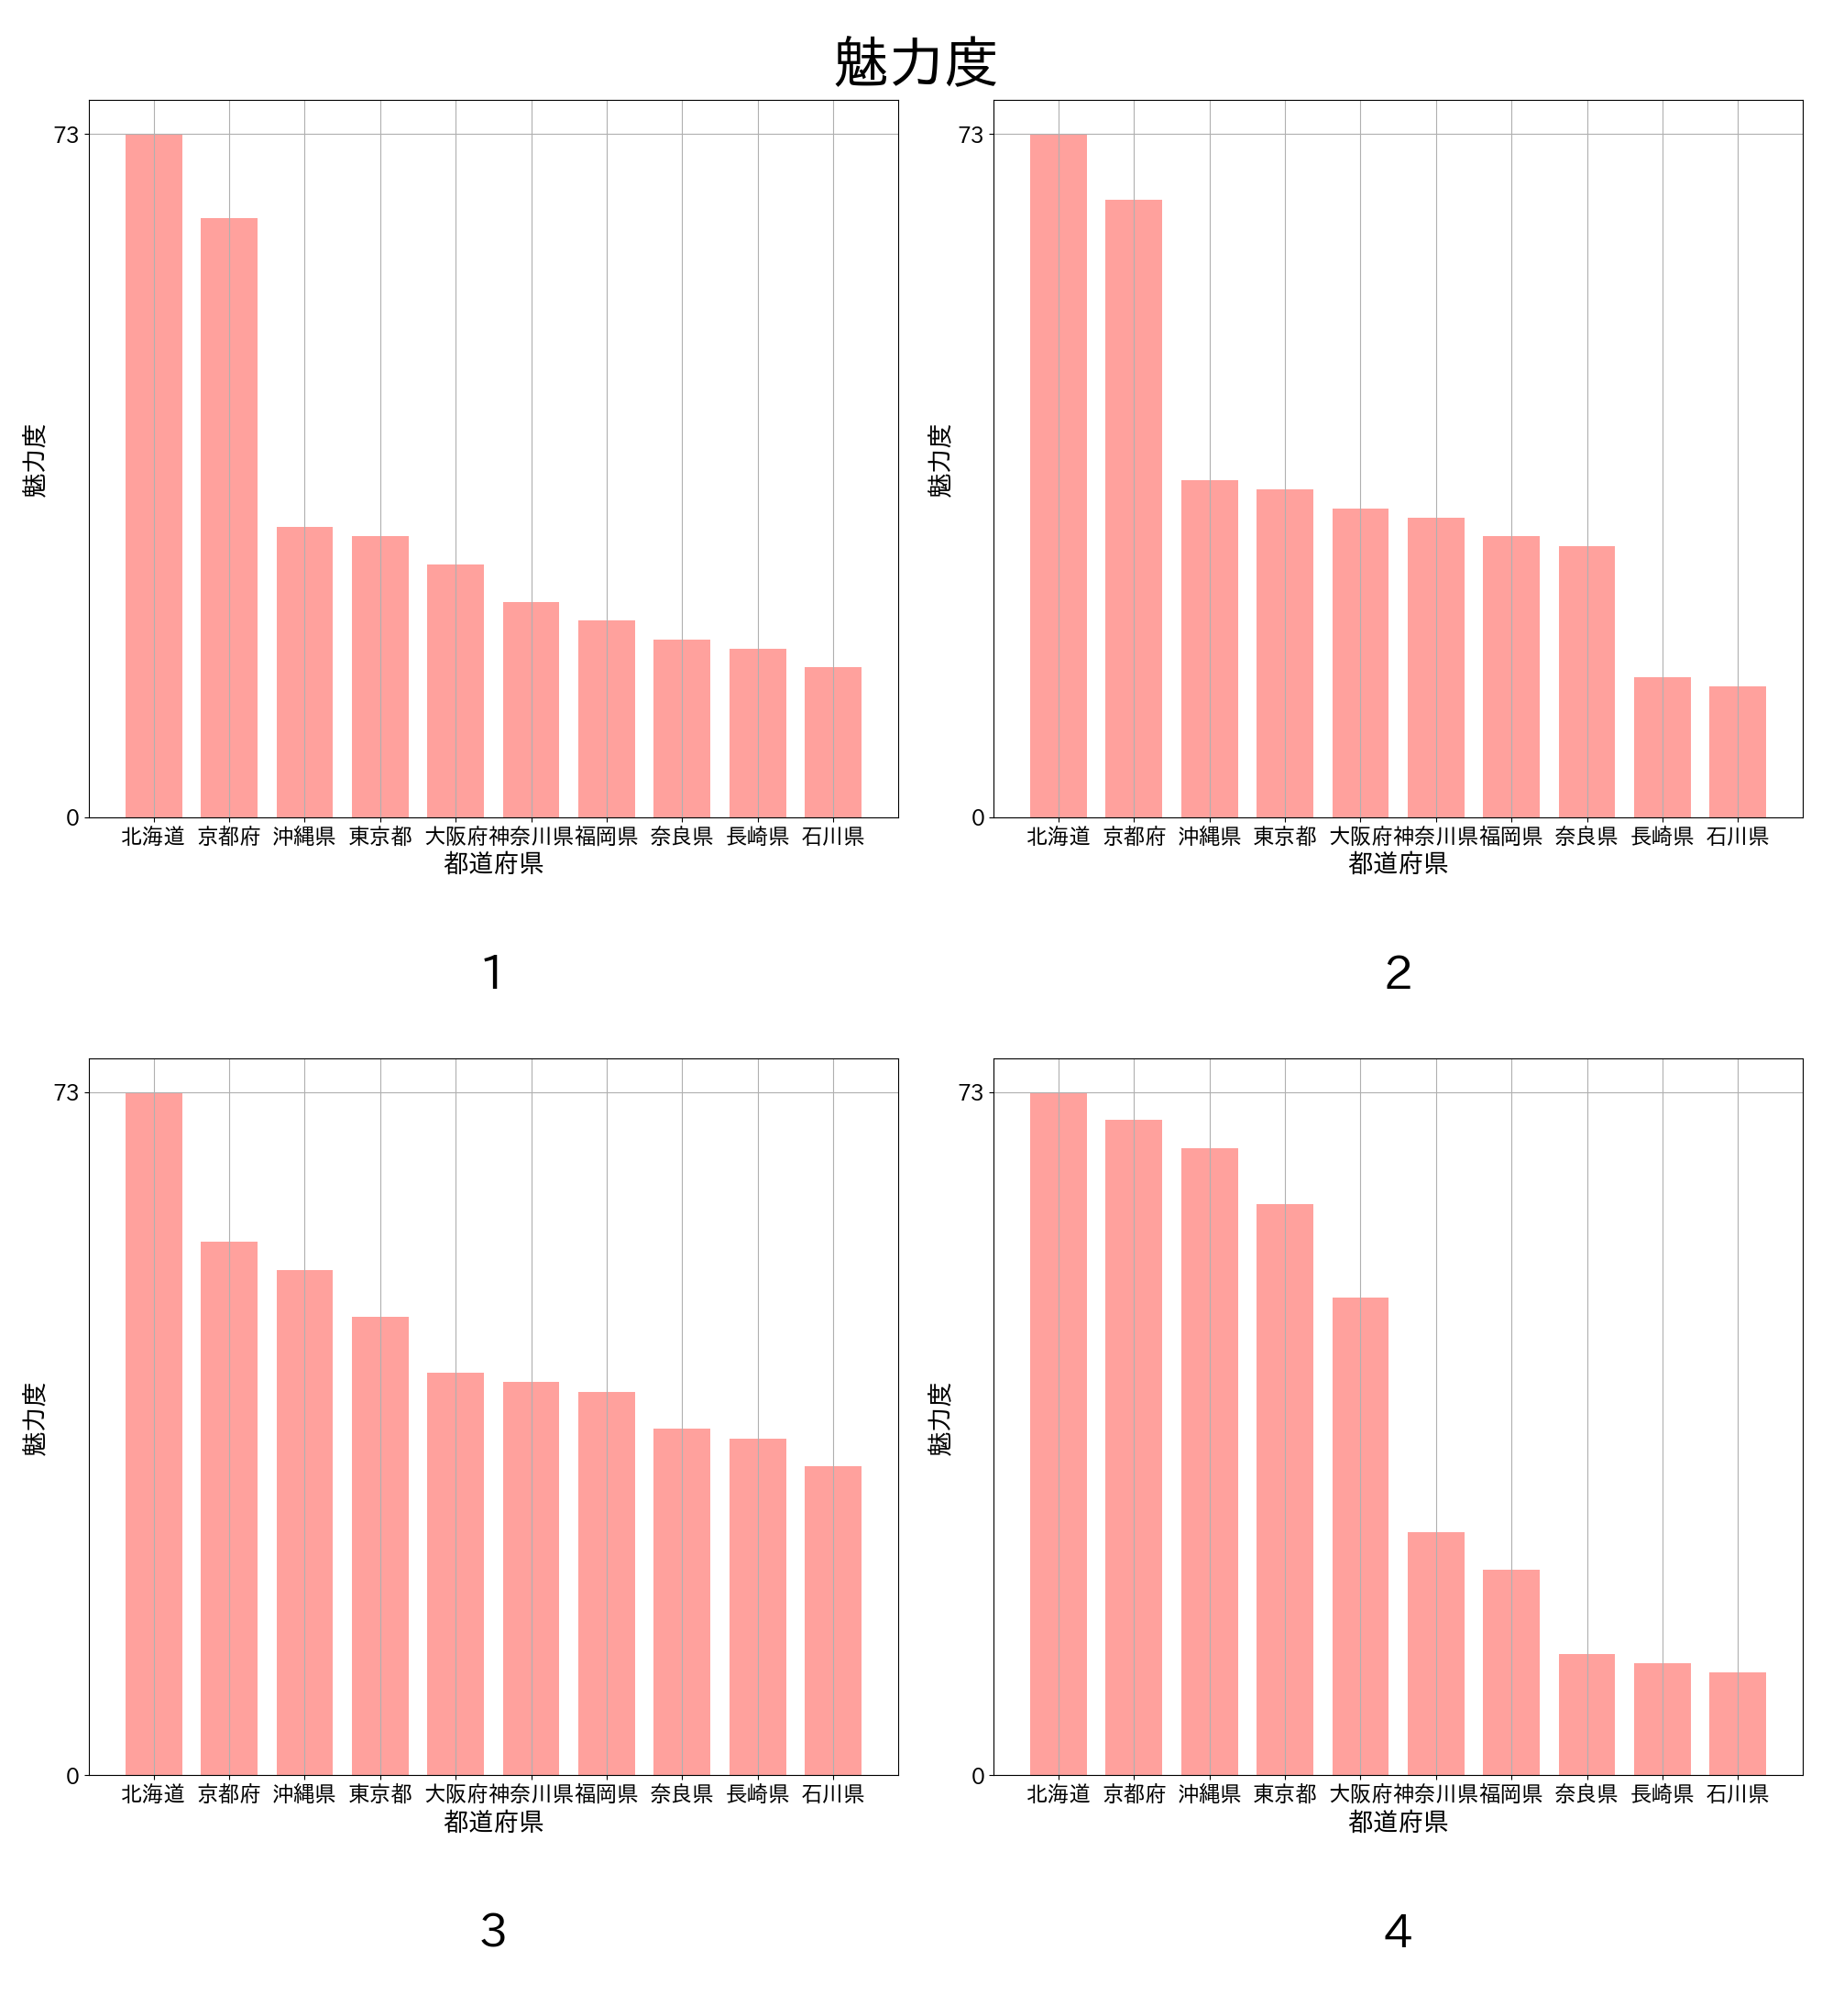 魅力度
73
0
魅力度
北海道 京都府 沖縄県 東京都 大阪府 神奈川県 福岡県 奈良県 長崎県 石川県
都道府県
1
73
0
魅力度
北海道 京都府 沖縄県 東京都 大阪府 神奈川県 福岡県 奈良県 長崎県 石川県
都道府県
2
73
0
魅力度
北海道 京都府 沖縄県 東京都 大阪府 神奈川県 福岡県 奈良県 長崎県 石川県
都道府県
3
73
0
魅力度
北海道 京都府 沖縄県 東京都 大阪府 神奈川県 福岡県 奈良県 長崎県 石川県
都道府県
4